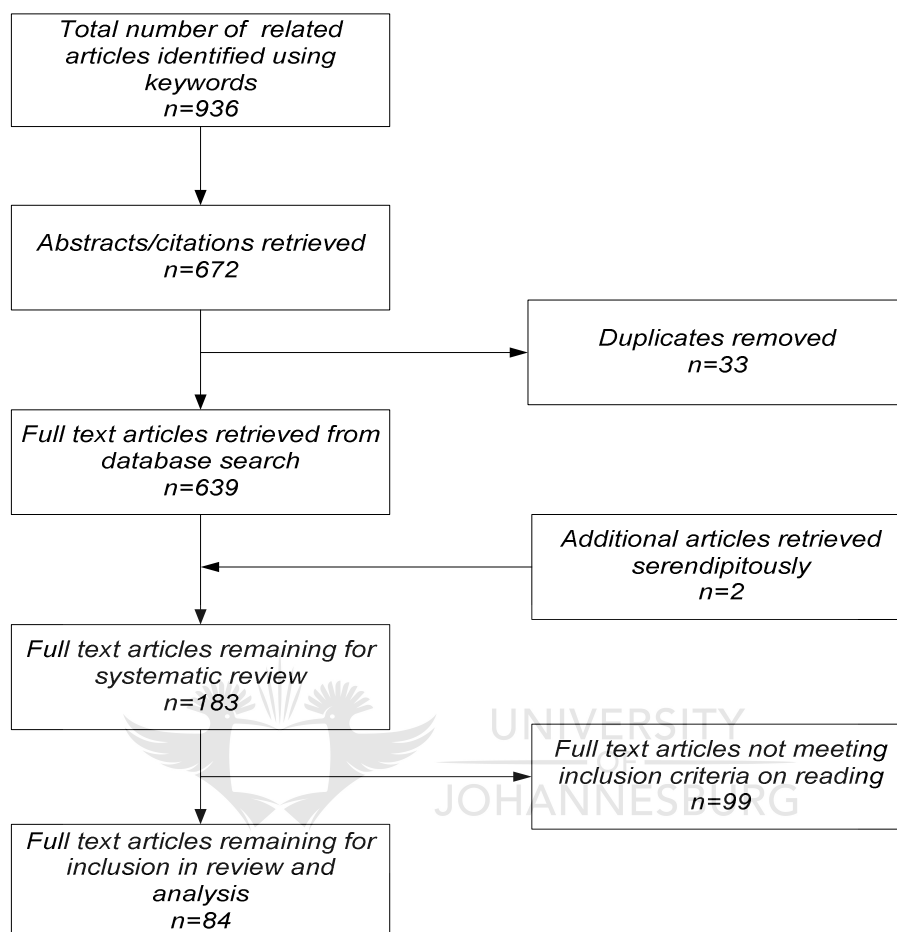 Total number of related
articles identified using
keywords
n=936
Abstracts/citations retrieved
n=672
Duplicates removed
n=33
Full text articles retrieved from
database search
n=639
Additional articles retrieved
serendipitously
n=2
Full text articles remaining for
systematic review
n=183
UNIVERSITY
OF
JOHANNESBURG
Full text articles not meeting
inclusion criteria on reading
n=99
Full text articles remaining for
inclusion in review and
analysis
n=84